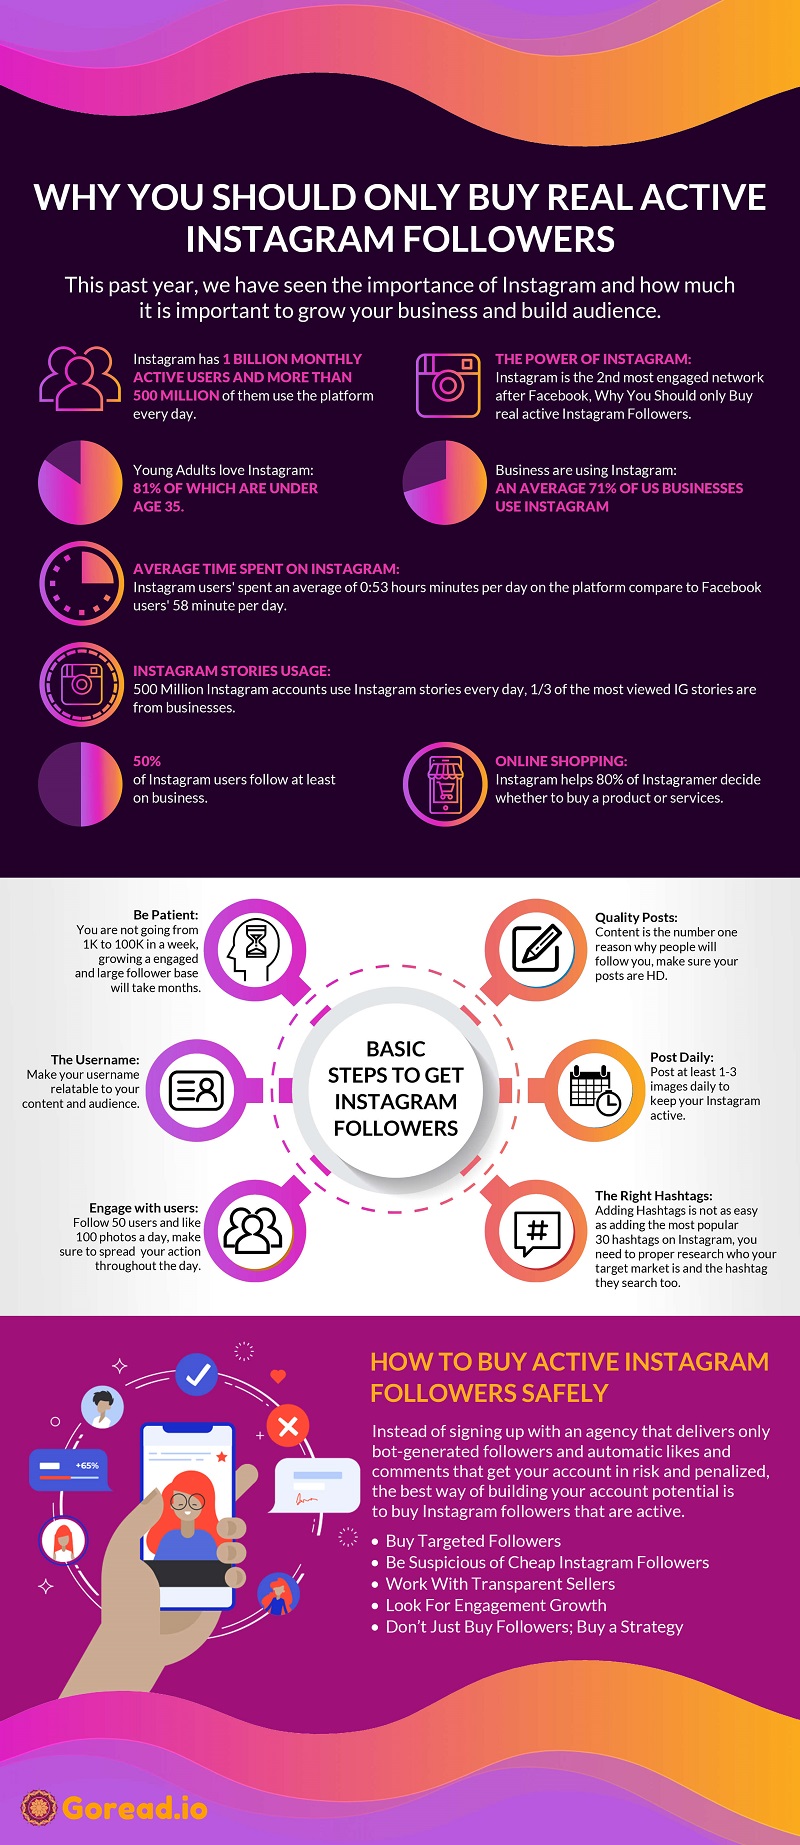 WHY YOU SHOULD ONLY BUY REAL ACTIVE
INSTAGRAM FOLLOWERS
This past year, we have seen the importance of Instagram and how much
it is important to grow your business and build audience.
Instagram has 1 BILLION MONTHLY
ACTIVE USERS AND MORE THAN
500 MILLION of them use the platform
every day.
THE POWER OF INSTAGRAM:
Instagram is the 2nd most engaged network
after Facebook, Why You Should only Buy
real active Instagram Followers.
Young Adults love Instagram:
81% OF WHICH ARE UNDER
AGE 35.
Business are using Instagram:
AN AVERAGE 71% OF US BUSINESSES
USE INSTAGRAM
AVERAGE TIME SPENT ON INSTAGRAM:
Instagram users' spent an average of 0:53 hours minutes per day on the platform compare to Facebook
users' 58 minute per day.
INSTAGRAM STORIES USAGE:
500 Million Instagram accounts use Instagram stories every day, 1/3 of the most viewed IG stories are
from businesses.
50%
of Instagram users follow at least
on business.
ONLINE SHOPPING:
Instagram helps 80% of Instagramer decide
whether to buy a product or services.
Be Patient:
You are not going from
1K to 100K in a week,
growing a engaged
and large follower base
will take months.
Quality Posts:
Content is the number one
reason why people will
follow you, make sure your
posts are HD.
The Username:
Make your username
relatable to your
content and audience.
BASIC
STEPS TO GET
INSTAGRAM
FOLLOWERS
Post Daily:
Post at least 1-3
images daily to
keep your Instagram
active.
Engage with users:
Follow 50 users and like
100 photos a day, make
sure to spread your action
throughout the day.
#
The Right Hashtags:
Adding Hashtags is not as easy
as adding the most popular
30 hashtags on Instagram, you
need to proper research who your
target market is and the hashtag
they search too.
HOW TO BUY ACTIVE INSTAGRAM
FOLLOWERS SAFELY
Instead of signing up with an agency that delivers only
bot-generated followers and automatic likes and
comments that get your account in risk and penalized,
the best way of building your account potential is
to buy Instagram followers that are active.
• Buy Targeted Followers
• Be Suspicious of Cheap Instagram Followers
• Work With Transparent Sellers
• Look For Engagement Growth
• Don't Just Buy Followers; Buy a Strategy
+65%
Goread.io